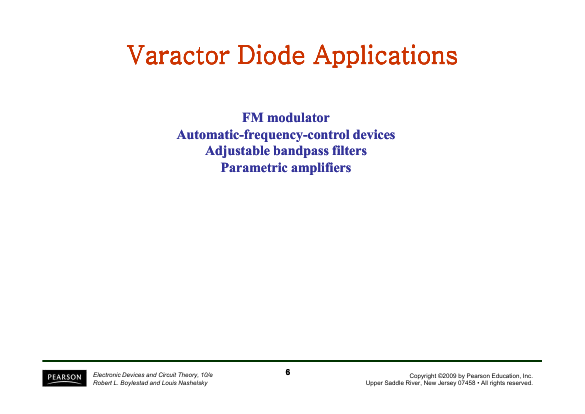 Varactor Diode Applications
FM modulator
Automatic-frequency-control devices
Adjustable bandpass filters
Parametric amplifiers
PEARSON
Electronic Devices and Circuit Theory, 10/e
Robert L. Boylestad and Louis Nashelsky
6
Copyright ©2009 by Pearson Education, Inc.
Upper Saddle River, New Jersey 07458 • All rights reserved.